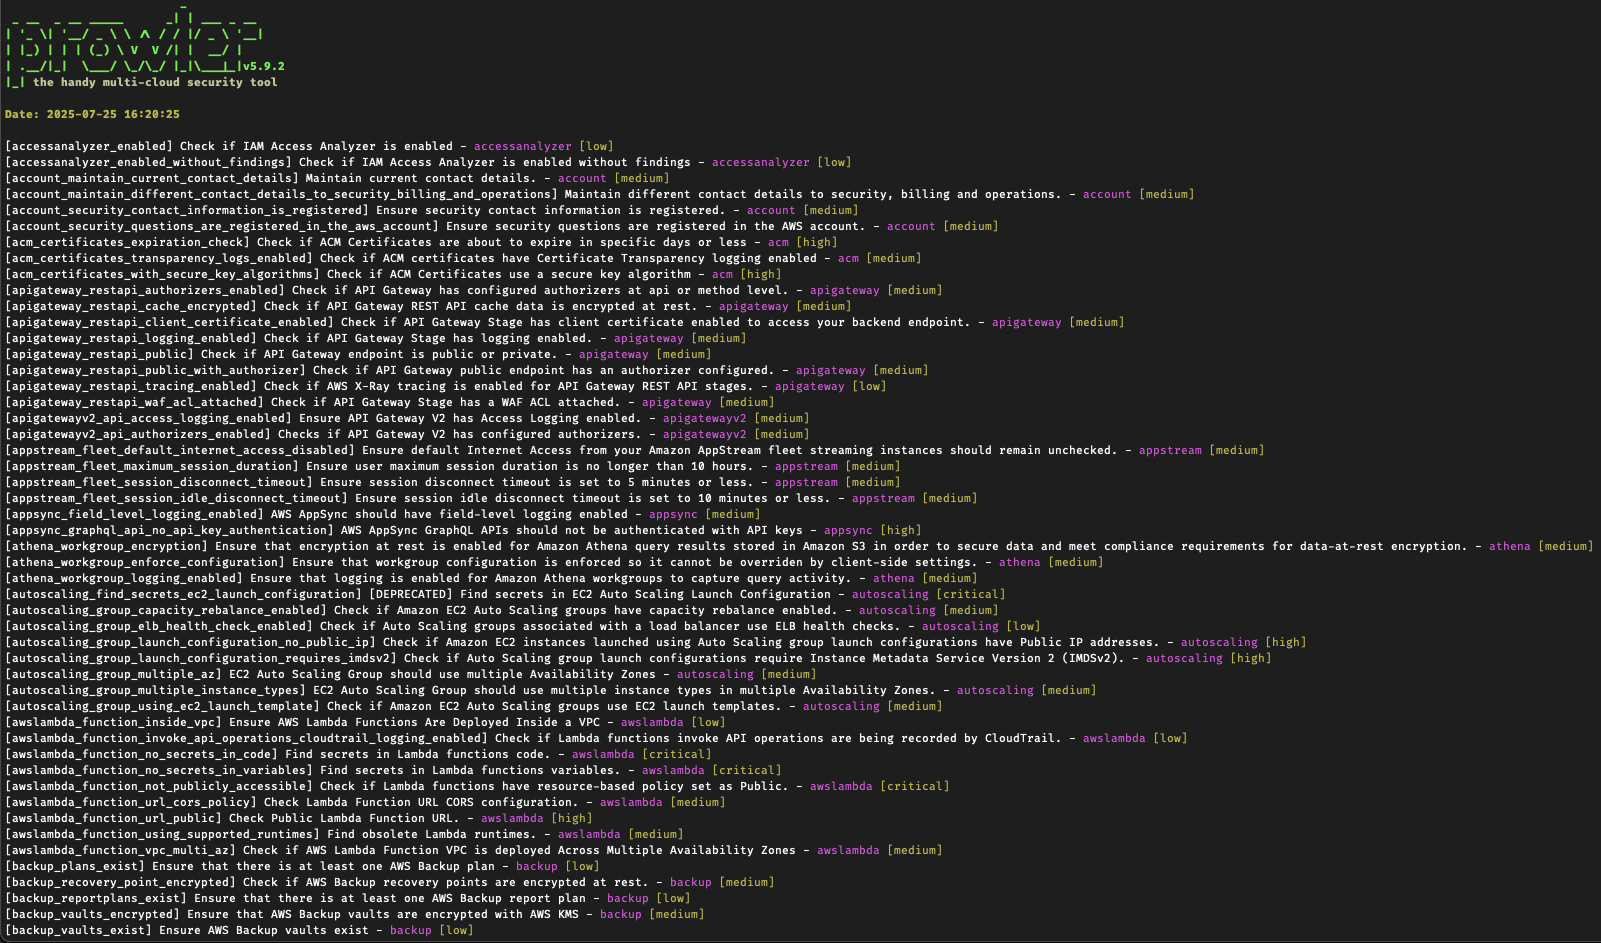 prowler v5.9.2
the handy multi-cloud security tool
Date: 2025-07-25 16:20:25
[accessanalyzer_enabled] Check if IAM Access Analyzer is enabled - accessanalyzer [low]
[accessanalyzer_enabled_without_findings] Check if IAM Access Analyzer is enabled without findings - accessanalyzer [low]
[account_maintain_current_contact_details] Maintain current contact details. - account [medium]
[account_maintain_different_contact_details_to_security_billing_and_operations] Maintain different contact details to security, billing and operations. - account [medium]
[account_security_contact_information_is_registered] Ensure security contact information is registered. - account [medium]
[account_security_questions_are_registered_in_the_aws_account] Ensure security questions are registered in the AWS account. - account [medium]
[acm_certificates_expiration_check] Check if ACM Certificates are about to expire in specific days or less - acm [high]
[acm_certificates_transparency_logs_enabled] Check if ACM certificates have Certificate Transparency logging enabled - acm [medium]
[acm_certificates_with_secure_key_algorithms] Check if ACM Certificates use a secure key algorithm - acm [high]
[apigateway_restapi_authorizers_enabled] Check if API Gateway has configured authorizers at api or method level. - apigateway [medium]
[apigateway_restapi_cache_encrypted] Check if API Gateway REST API cache data is encrypted at rest. - apigateway [medium]
[apigateway_restapi_client_certificate_enabled] Check if API Gateway Stage has client certificate enabled to access your backend endpoint. - apigateway [medium]
[apigateway_restapi_logging_enabled] Check if API Gateway Stage has logging enabled. - apigateway [medium]
[apigateway_restapi_public] Check if API Gateway endpoint is public or private. - apigateway [medium]
[apigateway_restapi_public_with_authorizer] Check if API Gateway public endpoint has an authorizer configured. - apigateway [medium]
[apigateway_restapi_tracing_enabled] Check if AWS X-Ray tracing is enabled for API Gateway REST API stages. - apigateway [low]
[apigateway_restapi_waf_acl_attached] Check if API Gateway Stage has a WAF ACL attached. - apigateway [medium]
[apigatewayv2_api_access_logging_enabled] Ensure API Gateway V2 has Access Logging enabled. - apigatewayv2 [medium]
[apigatewayv2_api_authorizers_enabled] Checks if API Gateway V2 has configured authorizers. - apigatewayv2 [medium]
[appstream_fleet_default_internet_access_disabled] Ensure default Internet Access from your Amazon AppStream fleet streaming instances should remain unchecked. - appstream [medium]
[appstream_fleet_maximum_session_duration] Ensure user maximum session duration is no longer than 10 hours. - appstream [medium]
[appstream_fleet_session_disconnect_timeout] Ensure session disconnect timeout is set to 5 minutes or less. - appstream [medium]
[appstream_fleet_session_idle_disconnect_timeout] Ensure session idle disconnect timeout is set to 10 minutes or less. - appstream [medium]
[appsync_field_level_logging_enabled] AWS AppSync should have field-level logging enabled - appsync [medium]
[appsync_graphql_api_no_api_key_authentication] AWS AppSync GraphQL APIs should not be authenticated with API keys - appsync [high]
[athena_workgroup_encryption] Ensure that encryption at rest is enabled for Amazon Athena query results stored in Amazon S3 in order to secure data and meet compliance requirements for data-at-rest encryption. - athena [medium]
[athena_workgroup_enforce_configuration] Ensure that workgroup configuration is enforced so it cannot be overriden by client-side settings. - athena [medium]
[athena_workgroup_logging_enabled] Ensure that logging is enabled for Amazon Athena workgroups to capture query activity. - athena [medium]
[autoscaling_find_secrets_ec2_launch_configuration] [DEPRECATED] Find secrets in EC2 Auto Scaling Launch Configuration - autoscaling [critical]
[autoscaling_group_capacity_rebalance_enabled] Check if Amazon EC2 Auto Scaling groups have capacity rebalance enabled. - autoscaling [medium]
[autoscaling_group_elb_health_check_enabled] Check if Auto Scaling groups associated with a load balancer use ELB health checks. - autoscaling [low]
[autoscaling_group_launch_configuration_no_public_ip] Check if Amazon EC2 instances launched using Auto Scaling group launch configurations have Public IP addresses. - autoscaling [high]
[autoscaling_group_launch_configuration_requires_imdsv2] Check if Auto Scaling group launch configurations require Instance Metadata Service Version 2 (IMDSv2). - autoscaling [high]
[autoscaling_group_multiple_az] EC2 Auto Scaling Group should use multiple Availability Zones - autoscaling [medium]
[autoscaling_group_multiple_instance_types] EC2 Auto Scaling Group should use multiple instance types in multiple Availability Zones. - autoscaling [medium]
[autoscaling_group_using_ec2_launch_template] Check if Amazon EC2 Auto Scaling groups use EC2 launch templates. - autoscaling [medium]
[awslambda_function_inside_vpc] Ensure AWS Lambda Functions Are Deployed Inside a VPC - awslambda [low]
[awslambda_function_invoke_api_operations_cloudtrail_logging_enabled] Check if Lambda functions invoke API operations are being recorded by CloudTrail. - awslambda [low]
[awslambda_function_no_secrets_in_code] Find secrets in Lambda functions code. - awslambda [critical]
[awslambda_function_no_secrets_in_variables] Find secrets in Lambda functions variables. - awslambda [critical]
[awslambda_function_not_publicly_accessible] Check if Lambda functions have resource-based policy set as Public. - awslambda [critical]
[awslambda_function_url_cors_policy] Check Lambda Function URL CORS configuration. - awslambda [medium]
[awslambda_function_url_public] Check Public Lambda Function URL. - awslambda [high]
[awslambda_function_using_supported_runtimes] Find obsolete Lambda runtimes. - awslambda [medium]
[awslambda_function_vpc_multi_az] Check if AWS Lambda Function VPC is deployed Across Multiple Availability Zones - awslambda [medium]
[backup_plans_exist] Ensure that there is at least one AWS Backup plan - backup [low]
[backup_recovery_point_encrypted] Check if AWS Backup recovery points are encrypted at rest. - backup [medium]
[backup_reportplans_exist] Ensure that there is at least one AWS Backup report plan - backup [low]
[backup_vaults_encrypted] Ensure that AWS Backup vaults are encrypted with AWS KMS - backup [medium]
[backup_vaults_exist] Ensure AWS Backup vaults exist - backup [low]